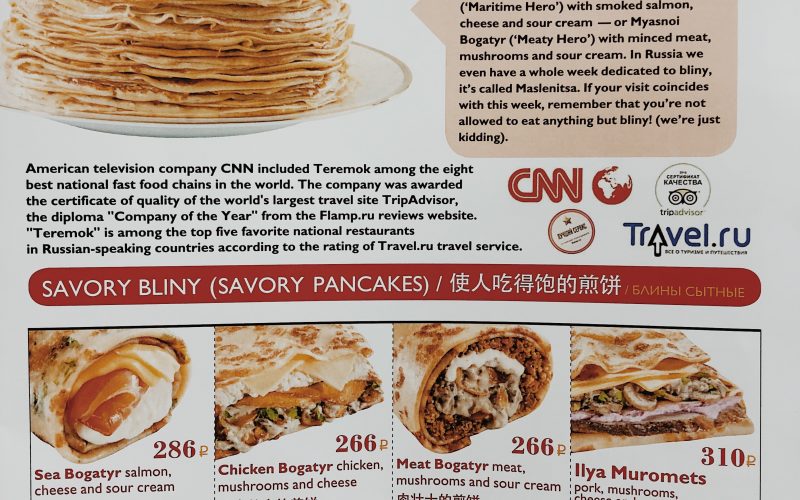 (‘Maritime Hero’) with smoked salmon,
cheese and sour cream — or Myasnoi
Bogatyr (‘Meaty Hero’) with minced meat,
mushrooms and sour cream. In Russia we
even have a whole week dedicated to bliny,
it’s called Maslenitsa. If your visit coincides
with this week, remember that you’re not
allowed to eat anything but bliny! (we’re just
kidding).
American television company CNN included Teremok among the eight
best national fast food chains in the world. The company was awarded
the certificate of quality of the world's largest travel site TripAdvisor,
the diploma "Company of the Year" from the Flamp.ru reviews website.
"Teremok" is among the top five favorite national restaurants
in Russian-speaking countries according to the rating of Travel.ru travel service.
CNN
СЕРТИФИКАТ
КАЧЕСТВА
tripadvisor
ЛУЧШИЙ СЕРВИС
Travel.ru
ВСЕ О ТУРИЗМЕ И ПУТЕШЕСТВИЯХ
SAVORY BLINY (SAVORY PANCAKES) / 使人吃得饱的煎饼 / БЛИНЫ СЫТНЫЕ
286 ₽
Sea Bogatyr salmon,
cheese and sour cream
266 ₽
Chicken Bogatyr chicken,
mushrooms and cheese
266 ₽
Meat Bogatyr meat,
mushrooms and sour cream
310 ₽
Ilya Muromets
pork, mushrooms,